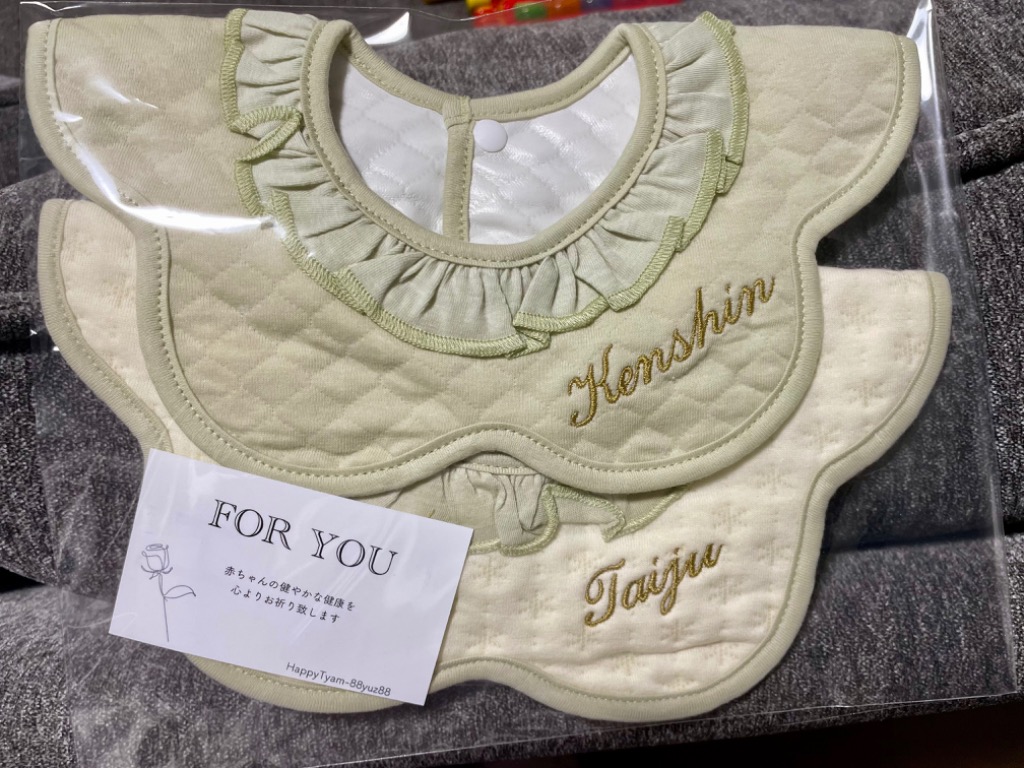 Kenshin
Taiju
FOR YOU
赤ちゃんの健やかな健康を
心よりお祈り致します
HappyTyam-88yuz88